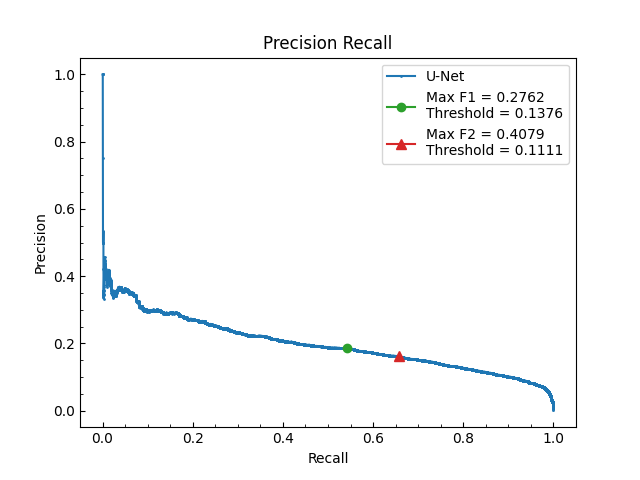 Precision Recall
U-Net
Max F1 = 0.2762
Threshold = 0.1376
Max F2 = 0.4079
Threshold = 0.1111
Precision
1.0
0.8
0.6
0.4
0.2
0.0
0.0 0.2 0.4 0.6 0.8 1.0
Recall